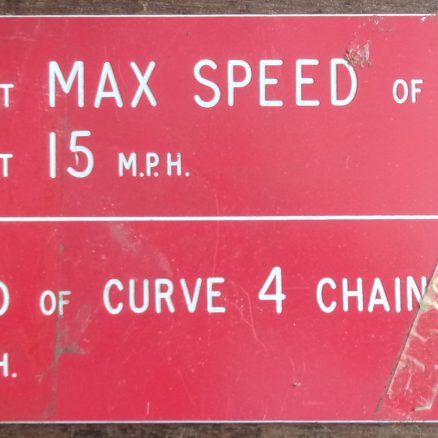 T MAX SPEED OF
T 15 M.P.H.
OF CURVE 4 CHAIN
H.